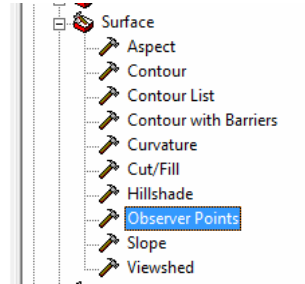 Surface
Aspect
Contour
Contour List
Contour with Barriers
Curvature
Cut/Fill
Hillshade
Observer Points
Slope
Viewshed